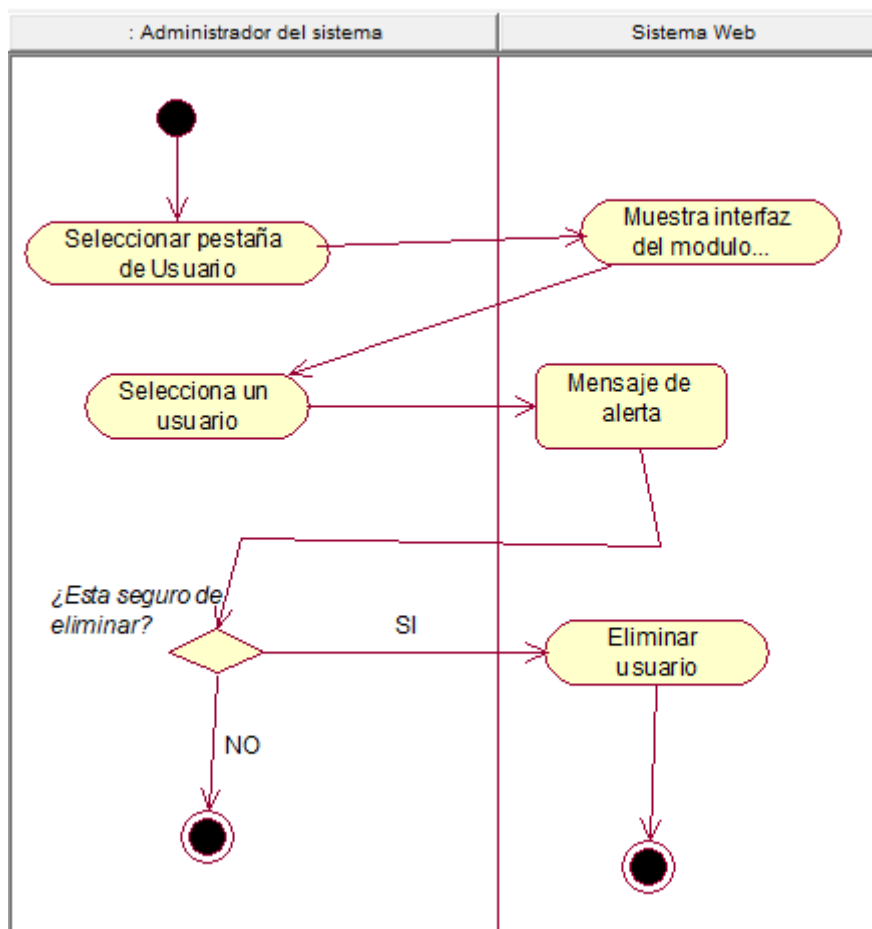 : Administrador del sistema
Sistema Web
Seleccionar pestaña
de Usuario
Muestra interfaz
del modulo...
Selecciona un
usuario
Mensaje de
alerta
¿Esta seguro de
eliminar?
SI
Eliminar
usuario
NO